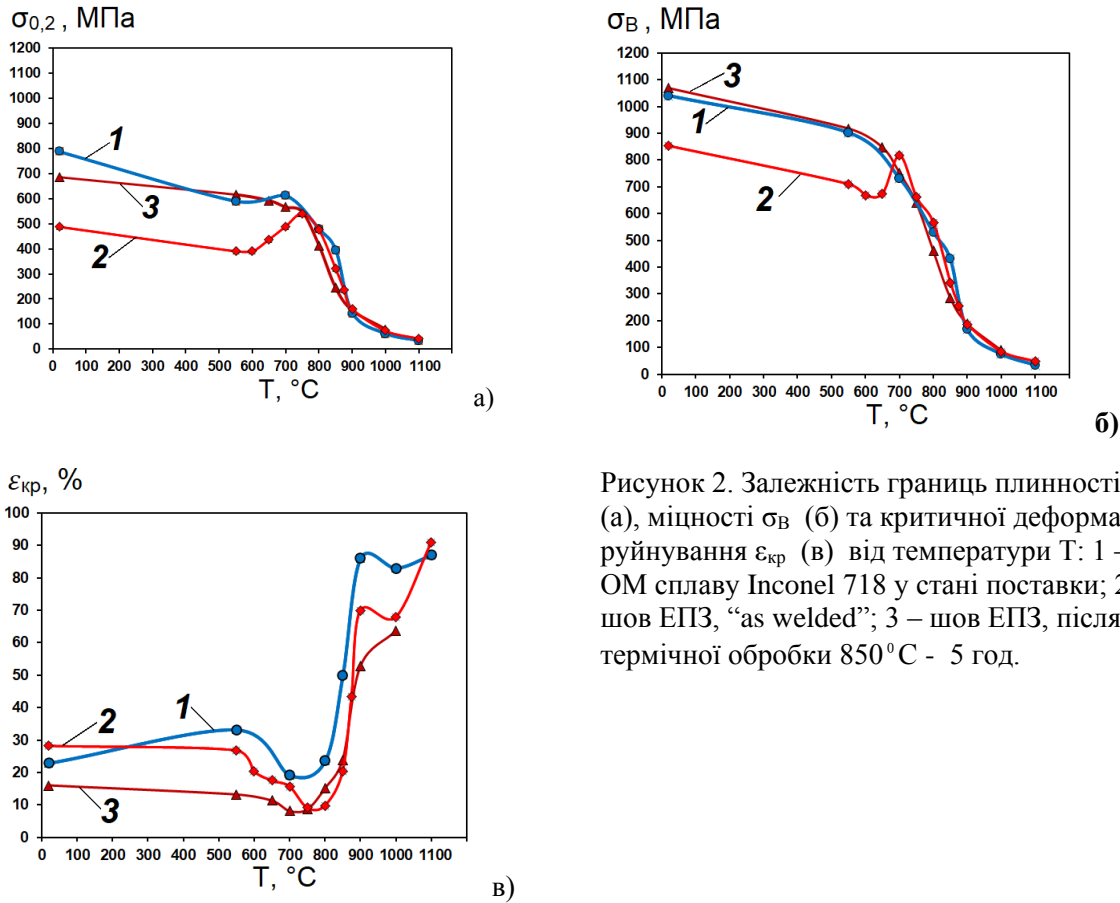 σ0,2 , МПа
1200
1100
1000
900
800
700
600
500
400
300
200
100
0
1
3
2
0 100 200 300 400 500 600 700 800 900 1000 1100
T, °C
а)
σВ , МПа
1200
1100
1000
900
800
700
600
500
400
300
200
100
0
3
1
2
0 100 200 300 400 500 600 700 800 900 1000 1100
T, °C
б)
εкр, %
100
90
80
70
60
50
40
30
20
10
0
2
1
3
0 100 200 300 400 500 600 700 800 900 1000 1100
T, °C
в)
Рисунок 2. Залежність границь плинності
(а), міцності σВ (б) та критичної деформа
руйнування εкр (в) від температури Т: 1 –
ОМ сплаву Inconel 718 у стані поставки; 2
шов ЕПЗ, “as welded”; 3 – шов ЕПЗ, після
термічної обробки 850⁰С - 5 год.